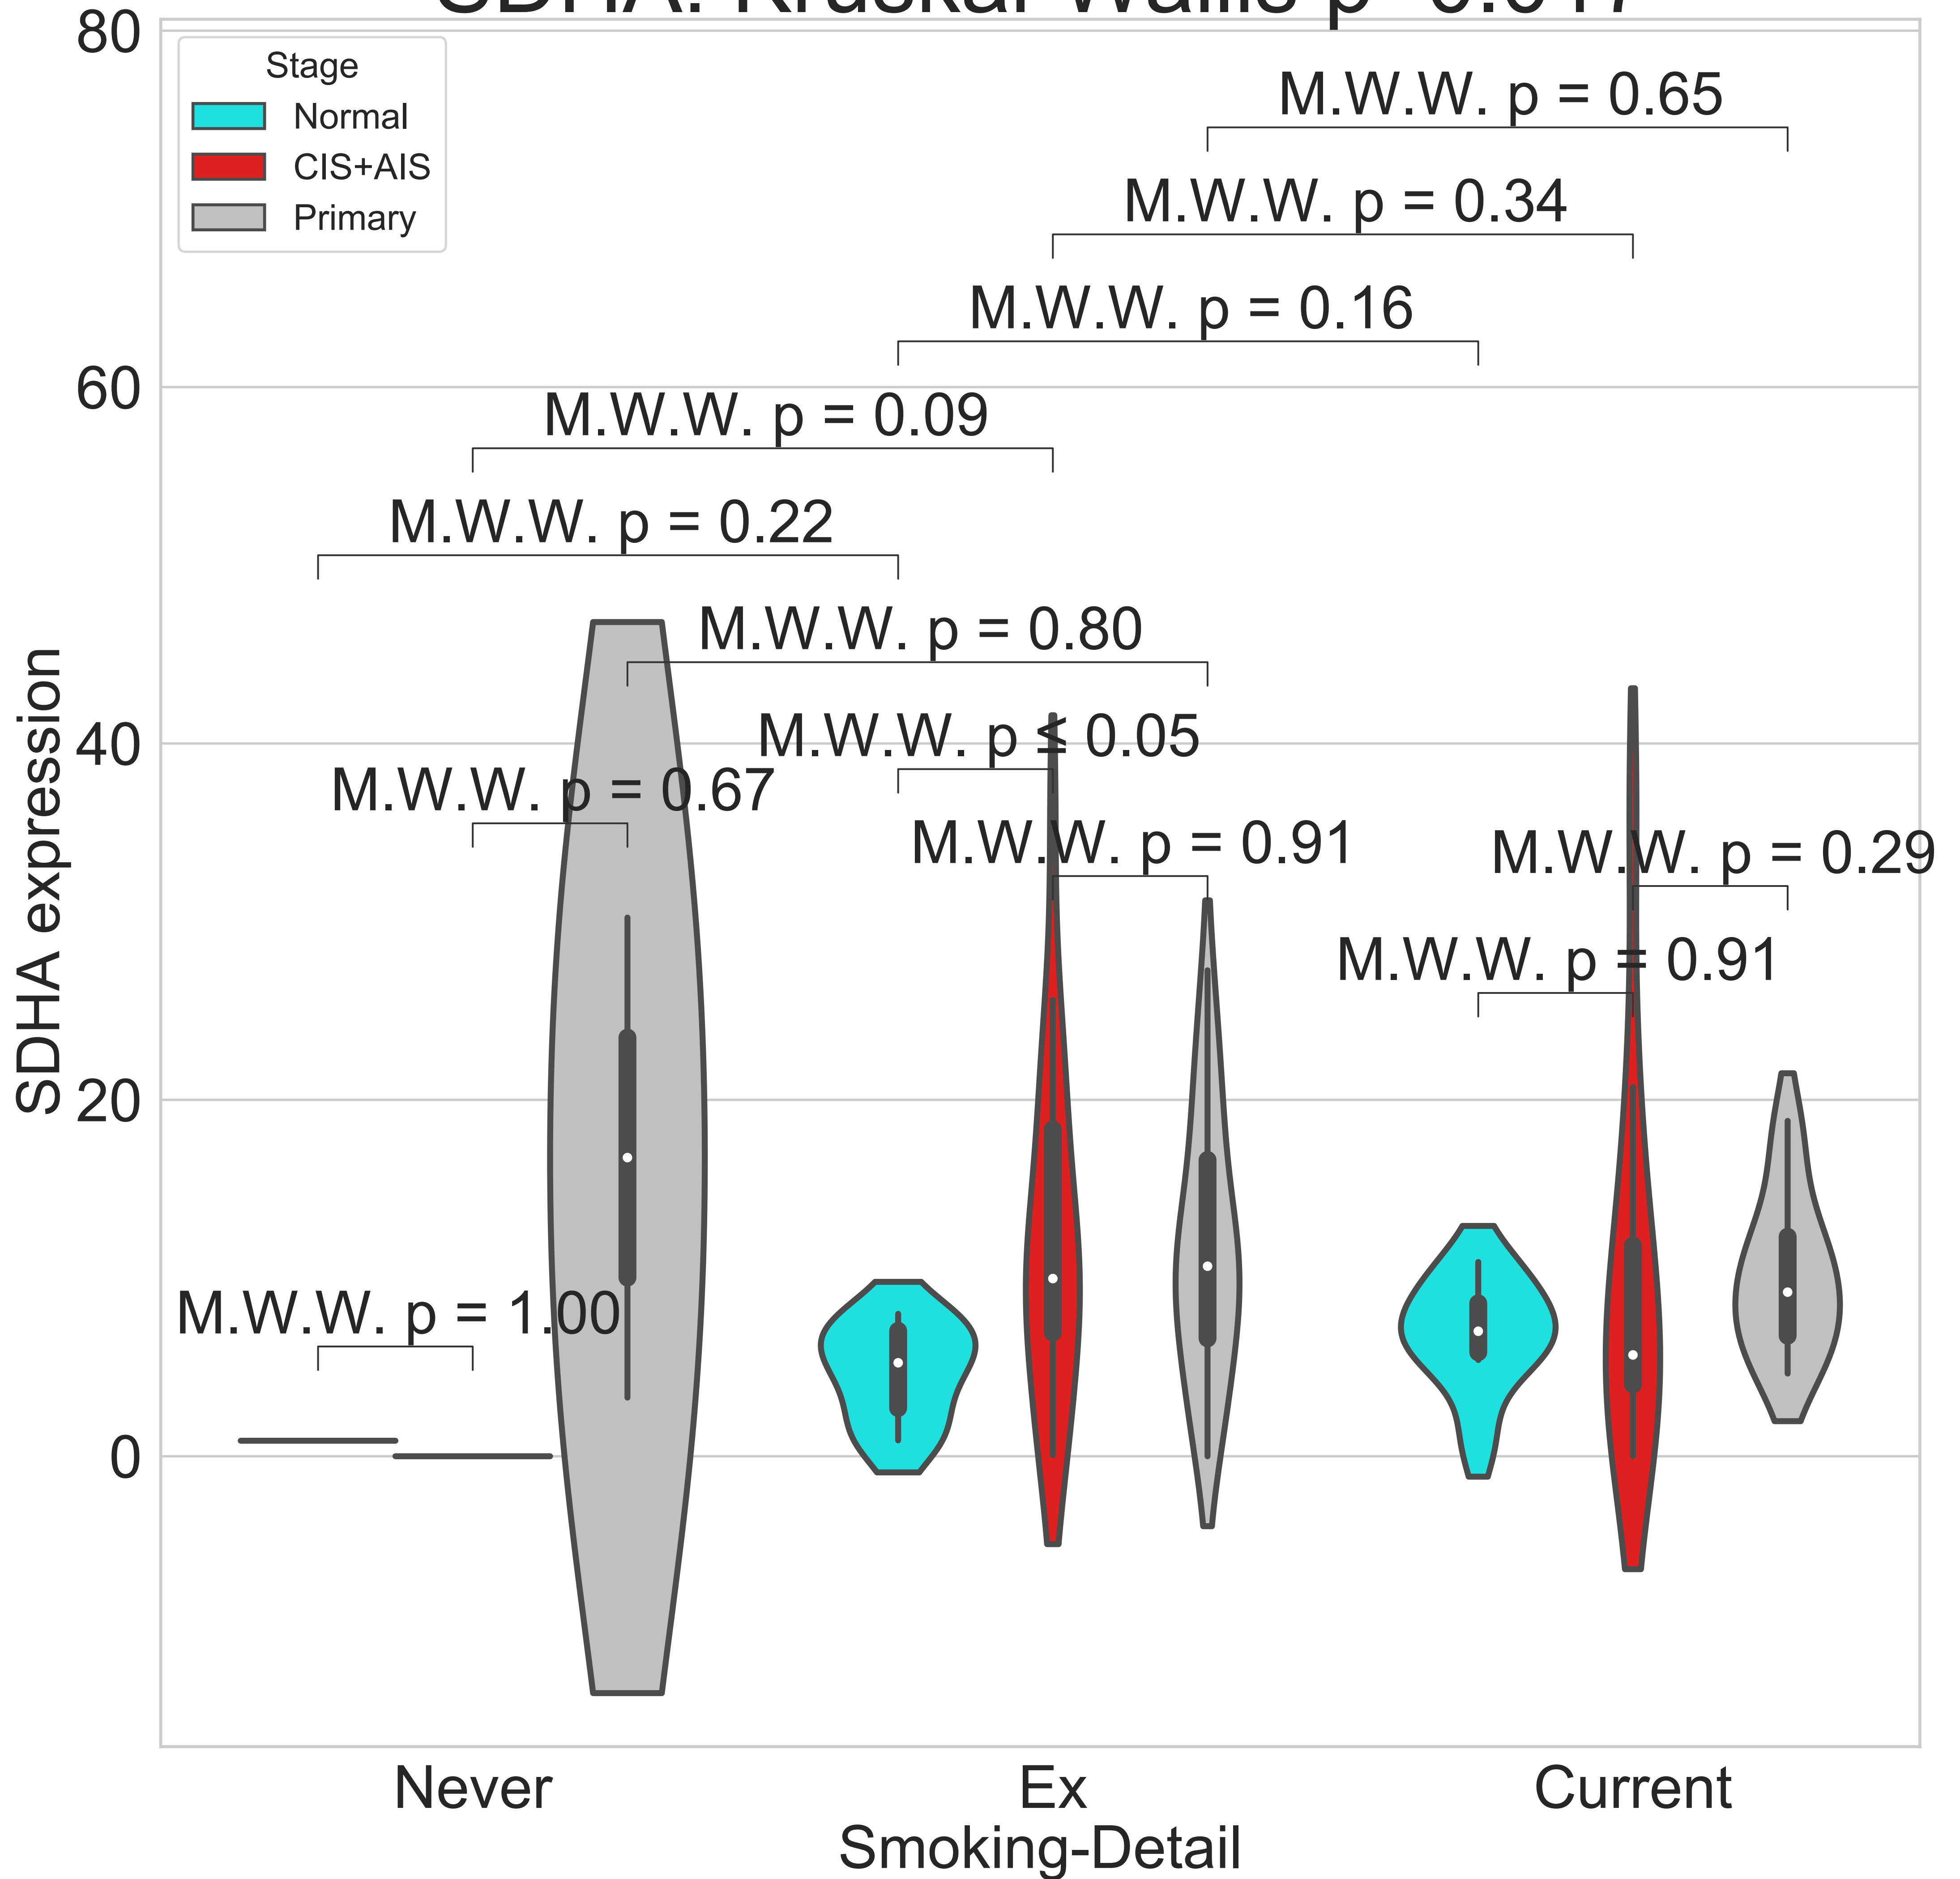 80
Stage
Normal
CIS+AIS
Primary
M.W.W. p = 0.65
M.W.W. p = 0.34
M.W.W. p = 0.16
60
M.W.W. p = 0.09
M.W.W. p = 0.22
M.W.W. p = 0.80
M.W.W. p ≤ 0.05
40
M.W.W. p = 0.67
M.W.W. p = 0.91
M.W.W. p = 0.29
M.W.W. p = 0.91
SDHA expression
20
M.W.W. p = 1.00
0
Never
Ex
Current
Smoking-Detail